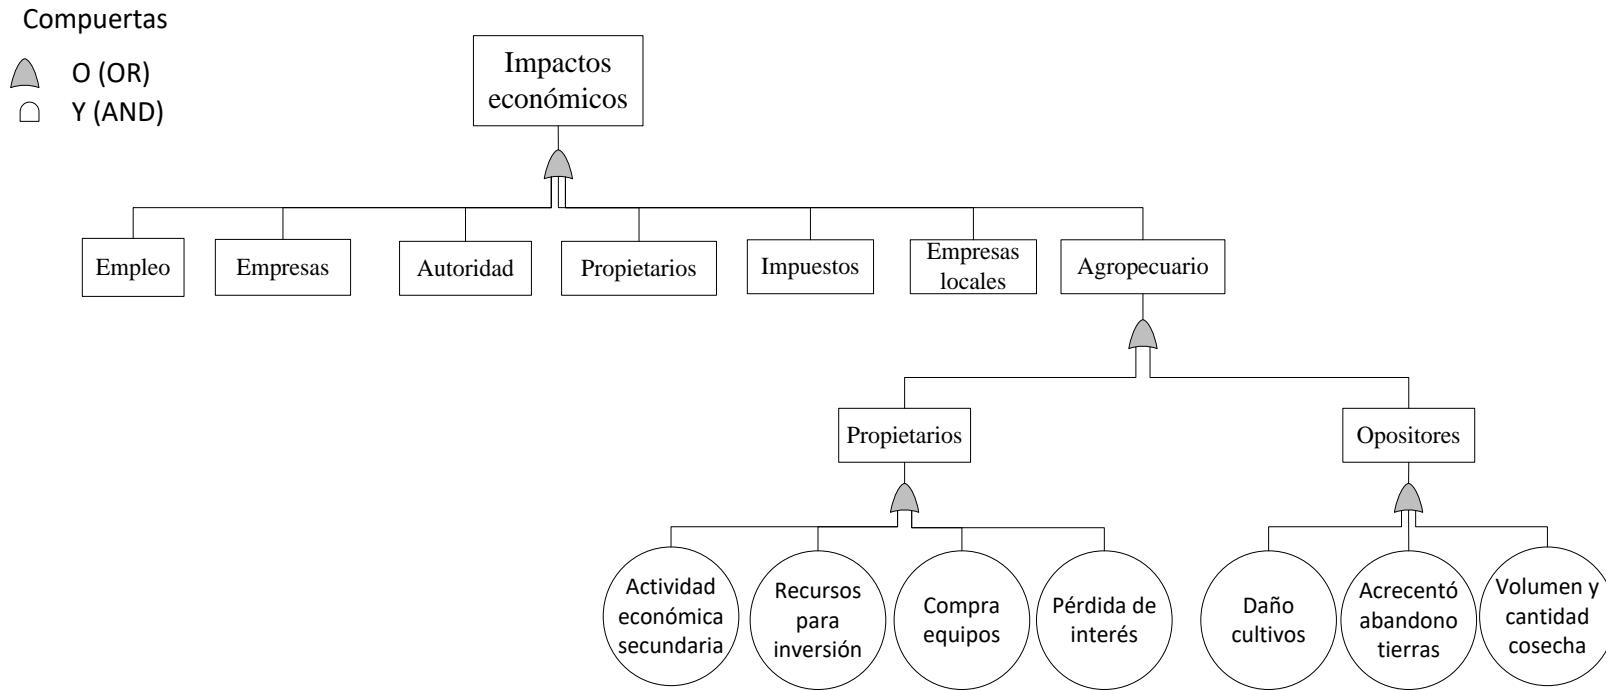 Compuertas
O (OR)
Y (AND)
Impactos
económicos
Empleo
Empresas
Autoridad
Propietarios
Impuestos
Empresas
locales
Agropecuario
Propietarios
Opositores
Actividad
económica
secundaria
Recursos
para
inversión
Compra
equipos
Pérdida de
interés
Daño
cultivos
Acrecentó
abandono
tierras
Volumen y
cantidad
cosecha